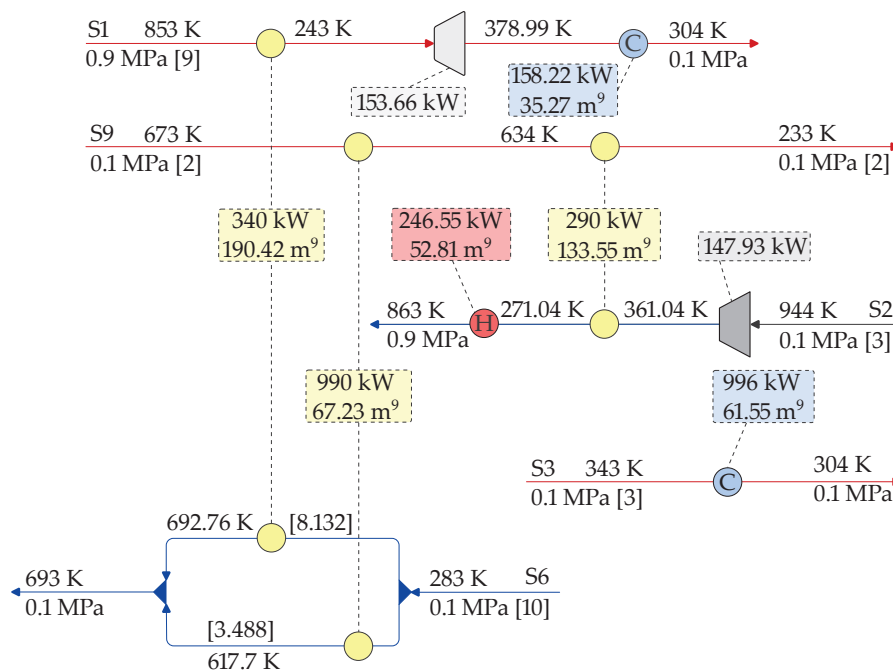 S1 853 K 243 K 378.99 K 304 K
0.9 MPa [9] C 0.1 MPa
153.66 kW
158.22 kW
35.27 m⁹
S9 673 K 634 K 233 K
0.1 MPa [2] 0.1 MPa [2]
340 kW
190.42 m⁹
246.55 kW
52.81 m⁹
290 kW
133.55 m⁹
147.93 kW
863 K H 271.04 K 361.04 K 944 K S2
0.9 MPa 0.1 MPa [3]
990 kW
67.23 m⁹
996 kW
61.55 m⁹
S3 343 K C 304 K
0.1 MPa [3] 0.1 MPa
692.76 K [8.132]
693 K 283 K S6
0.1 MPa 0.1 MPa [10]
[3.488]
617.7 K